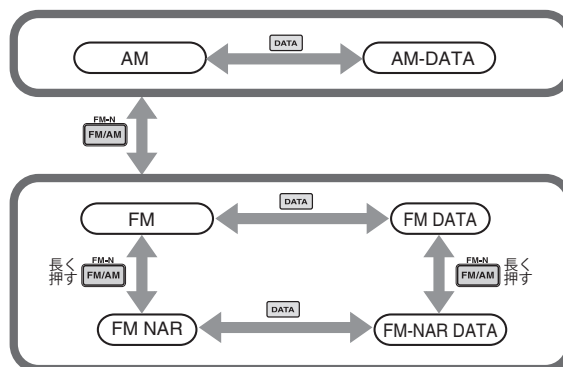 DATA
AM
AM-DATA
FM-N
FM/AM
DATA
FM
FM DATA
長く
押す
FM-N
FM/AM
FM-N
FM/AM
長く
押す
DATA
FM NAR
FM-NAR DATA